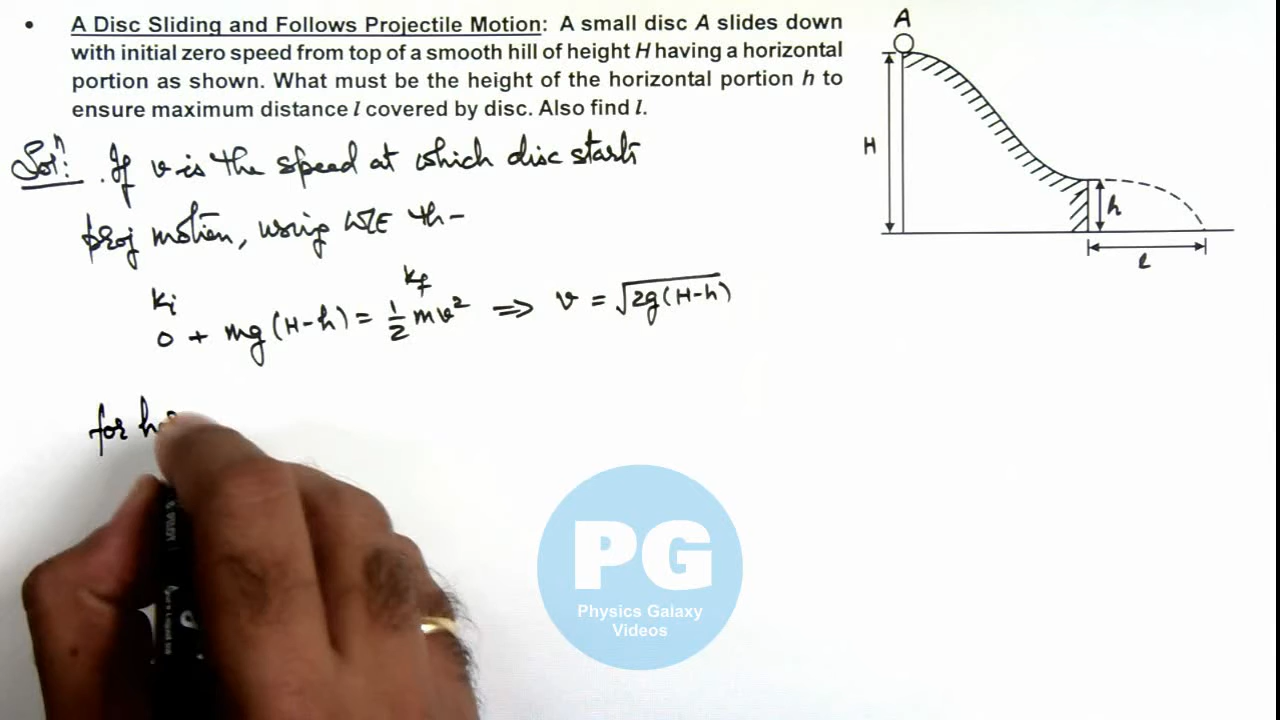 • A Disc Sliding and Follows Projectile Motion: A small disc A slides down
with initial zero speed from top of a smooth hill of height H having a horizontal
portion as shown. What must be the height of the horizontal portion h to
ensure maximum distance l covered by disc. Also find l.
A
H
h
l
Solⁿ: . If v is the speed at which disc starts
proj motion, using WE th-
Ki
Kf
0 + mg(H-h) = 1/2 mv² ⇒ v = √2g(H-h)
for
PG
Physics Galaxy
Videos